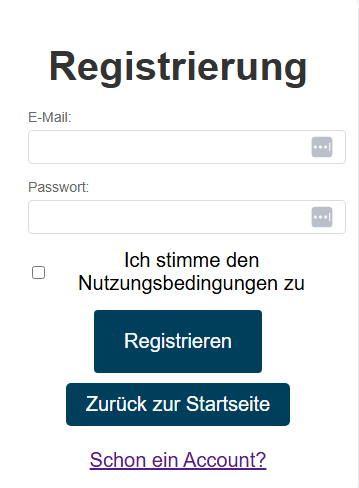 Registrierung
E-Mail:
Passwort:
Ich stimme den
Nutzungsbedingungen zu
Registrieren
Zurück zur Startseite
Schon ein Account?